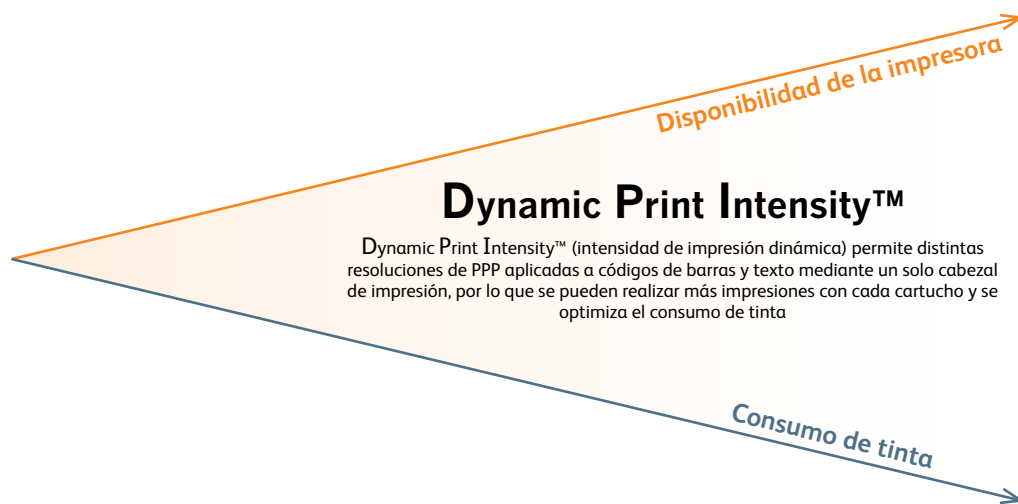 Disponibilidad de la impresora
Dynamic Print Intensity™
Dynamic Print Intensity™ (intensidad de impresión dinámica) permite distintas
resoluciones de PPP aplicadas a códigos de barras y texto mediante un solo cabezal
de impresión, por lo que se pueden realizar más impresiones con cada cartucho y se
optimiza el consumo de tinta
Consumo de tinta